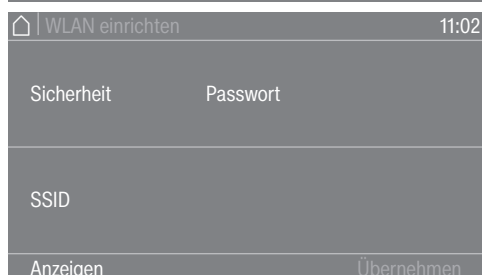 WLAN einrichten 11:02
Sicherheit Passwort
SSID
Anzeigen Übernehmen